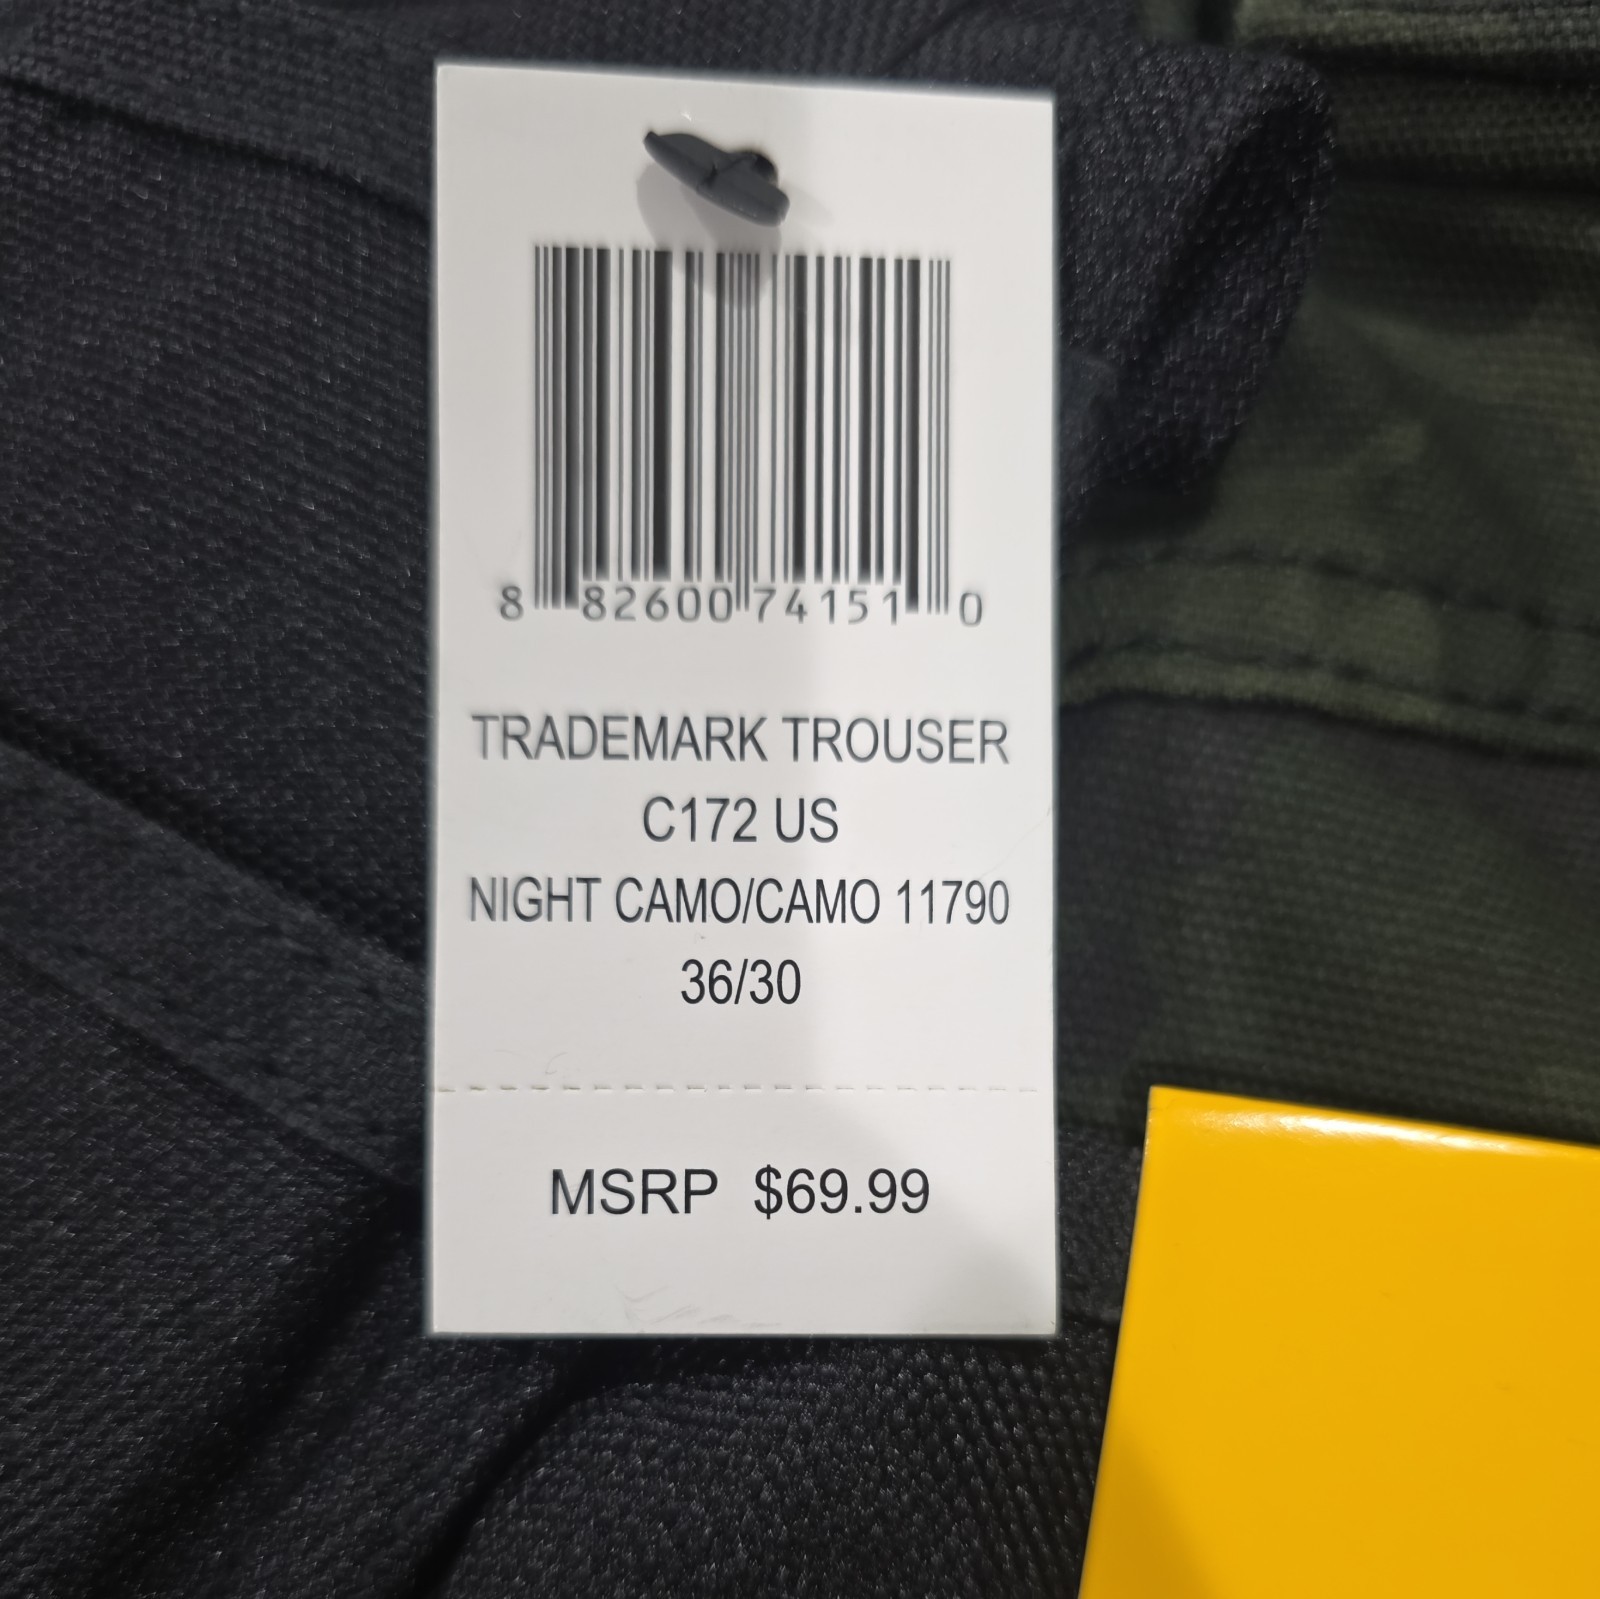 8 82600 74151 0
TRADEMARK TROUSER
C172 US
NIGHT CAMO/CAMO 11790
36/30
MSRP $69.99